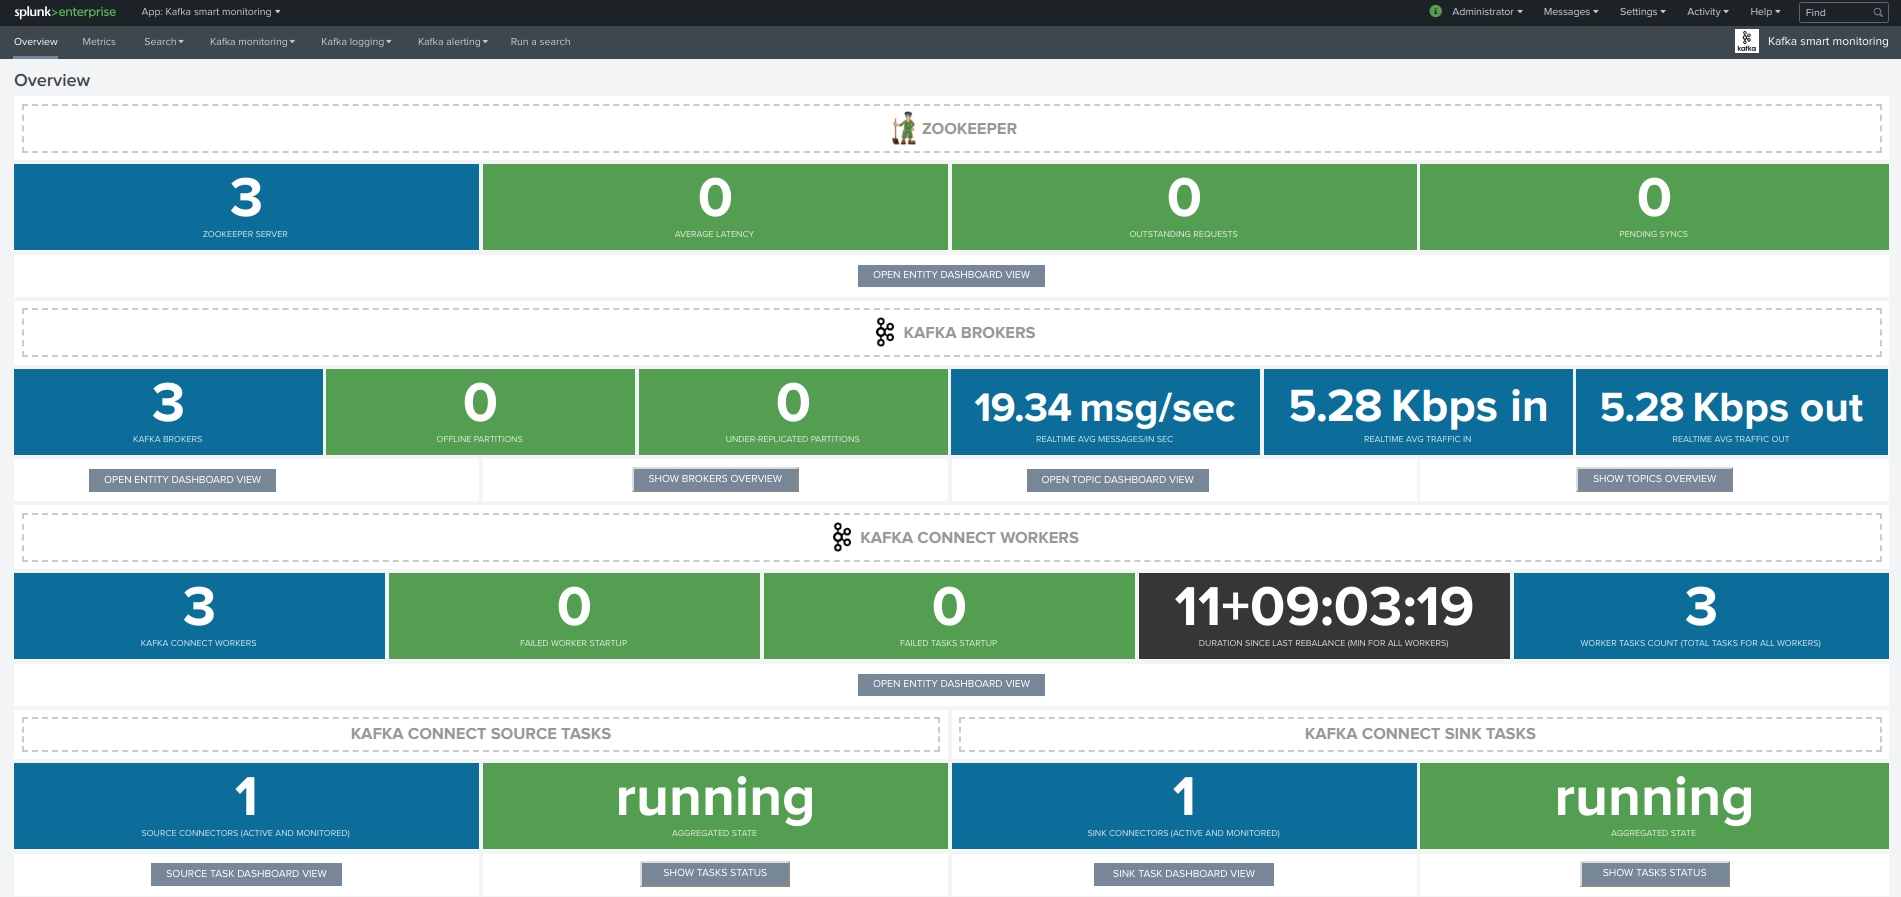 splunk>enterprise App: Kafka smart monitoring i Administrator Messages Settings Activity Help Find
Overview Metrics Search Kafka monitoring Kafka logging Kafka alerting Run a search kafka Kafka smart monitoring
Overview
ZOOKEEPER
3 0 0 0
ZOOKEEPER SERVER AVERAGE LATENCY OUTSTANDING REQUESTS PENDING SYNCS
OPEN ENTITY DASHBOARD VIEW
KAFKA BROKERS
3 0 0 19.34 msg/sec 5.28 Kbps in 5.28 Kbps out
KAFKA BROKERS OFFLINE PARTITIONS UNDER-REPLICATED PARTITIONS REALTIME AVG MESSAGES/IN SEC REALTIME AVG TRAFFIC IN REALTIME AVG TRAFFIC OUT
OPEN ENTITY DASHBOARD VIEW SHOW BROKERS OVERVIEW OPEN TOPIC DASHBOARD VIEW SHOW TOPICS OVERVIEW
KAFKA CONNECT WORKERS
3 0 0 11+09:03:19 3
KAFKA CONNECT WORKERS FAILED WORKER STARTUP FAILED TASKS STARTUP DURATION SINCE LAST REBALANCE (MIN FOR ALL WORKERS) WORKER TASKS COUNT (TOTAL TASKS FOR ALL WORKERS)
OPEN ENTITY DASHBOARD VIEW
KAFKA CONNECT SOURCE TASKS KAFKA CONNECT SINK TASKS
1 running 1 running
SOURCE CONNECTORS (ACTIVE AND MONITORED) AGGREGATED STATE SINK CONNECTORS (ACTIVE AND MONITORED) AGGREGATED STATE
SOURCE TASK DASHBOARD VIEW SHOW TASKS STATUS SINK TASK DASHBOARD VIEW SHOW TASKS STATUS